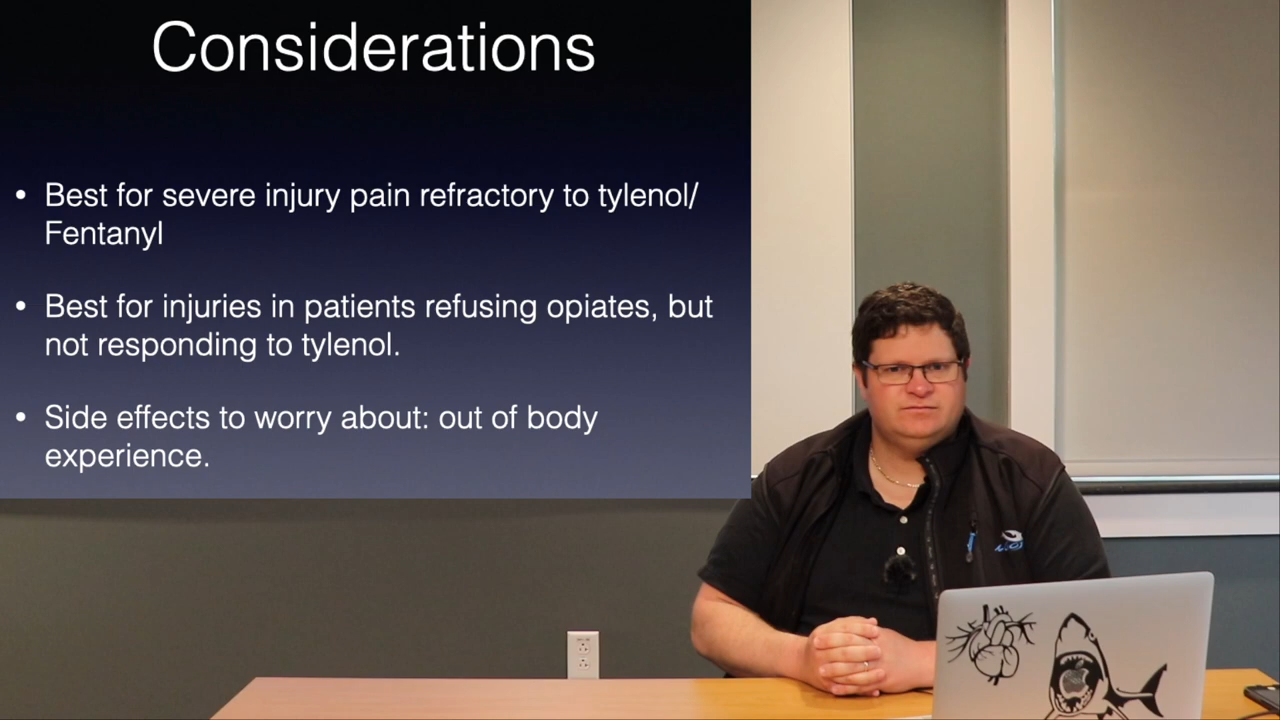 Considerations
• Best for severe injury pain refractory to tylenol/
Fentanyl
• Best for injuries in patients refusing opiates, but
not responding to tylenol.
• Side effects to worry about: out of body
experience.